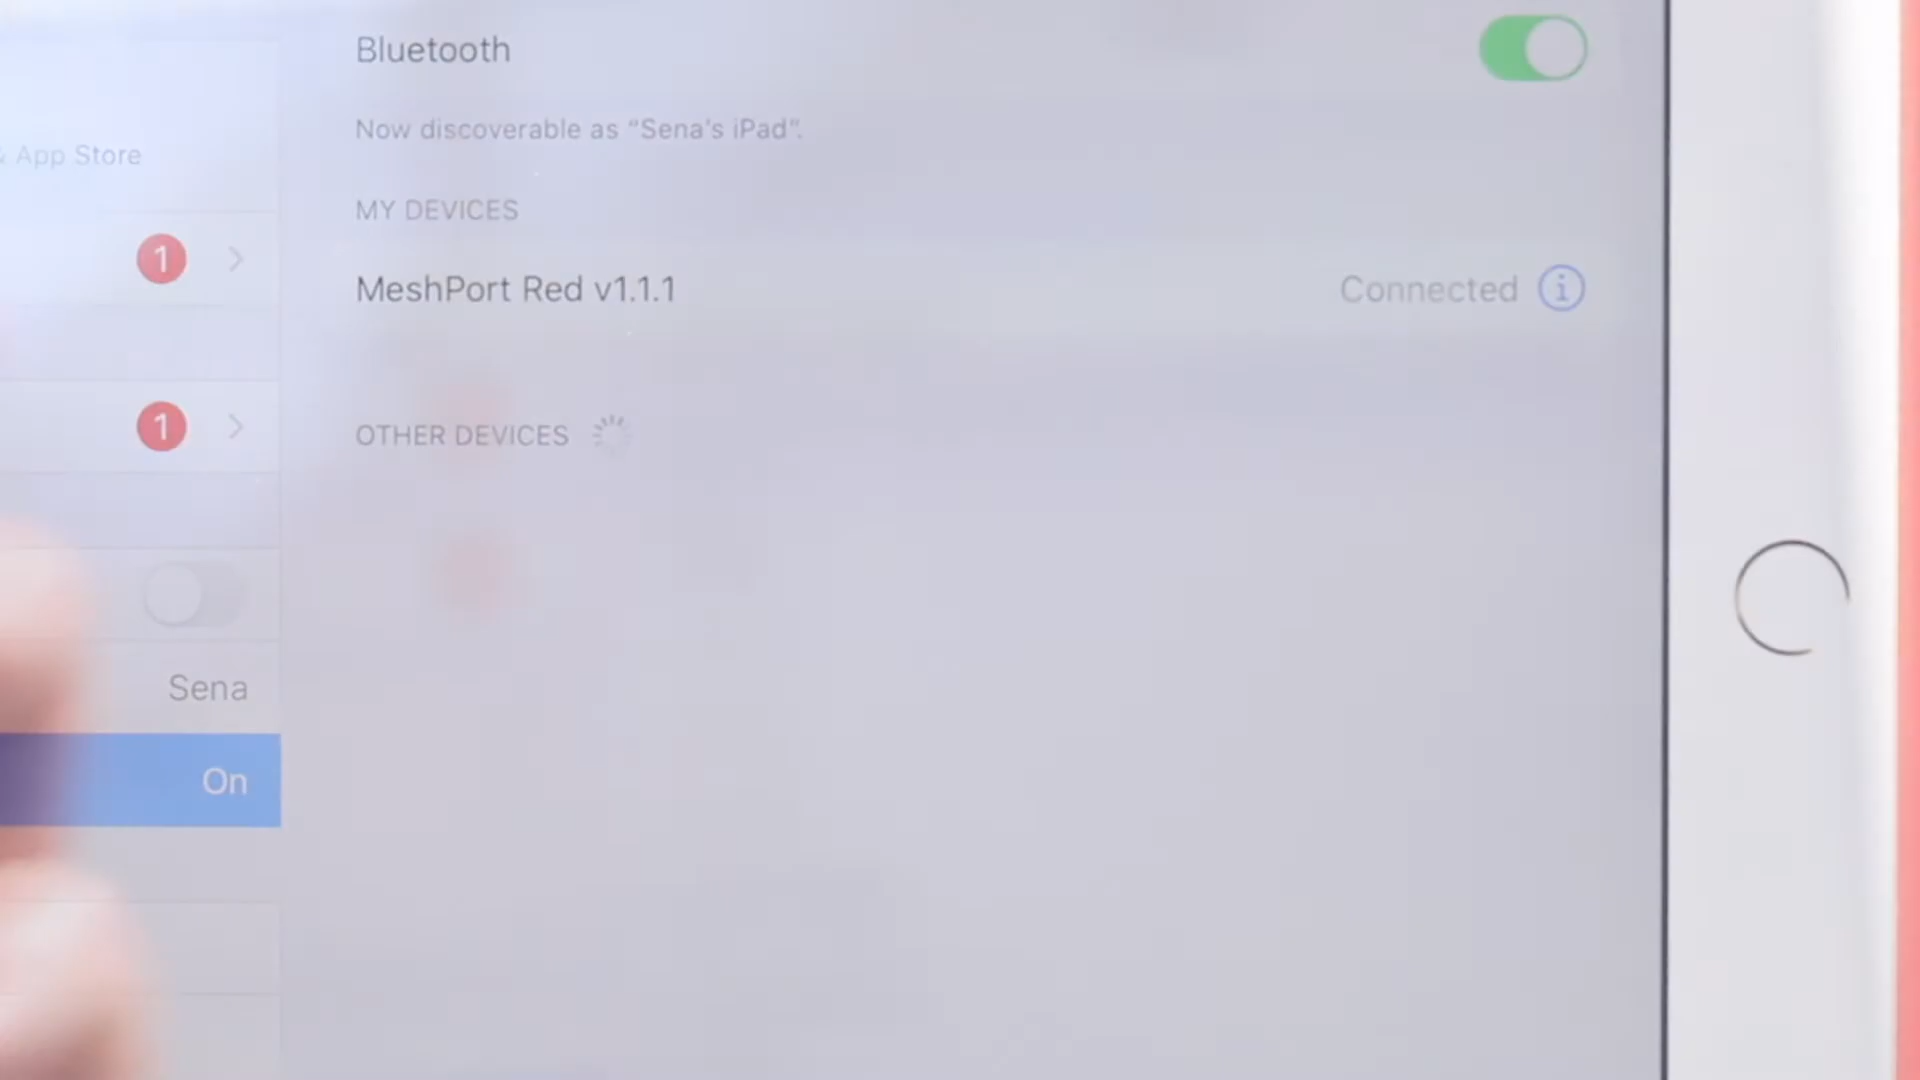 Bluetooth
Now discoverable as “Sena’s iPad”.
& App Store
MY DEVICES
1
MeshPort Red v1.1.1 Connected i
1
OTHER DEVICES
Sena
On